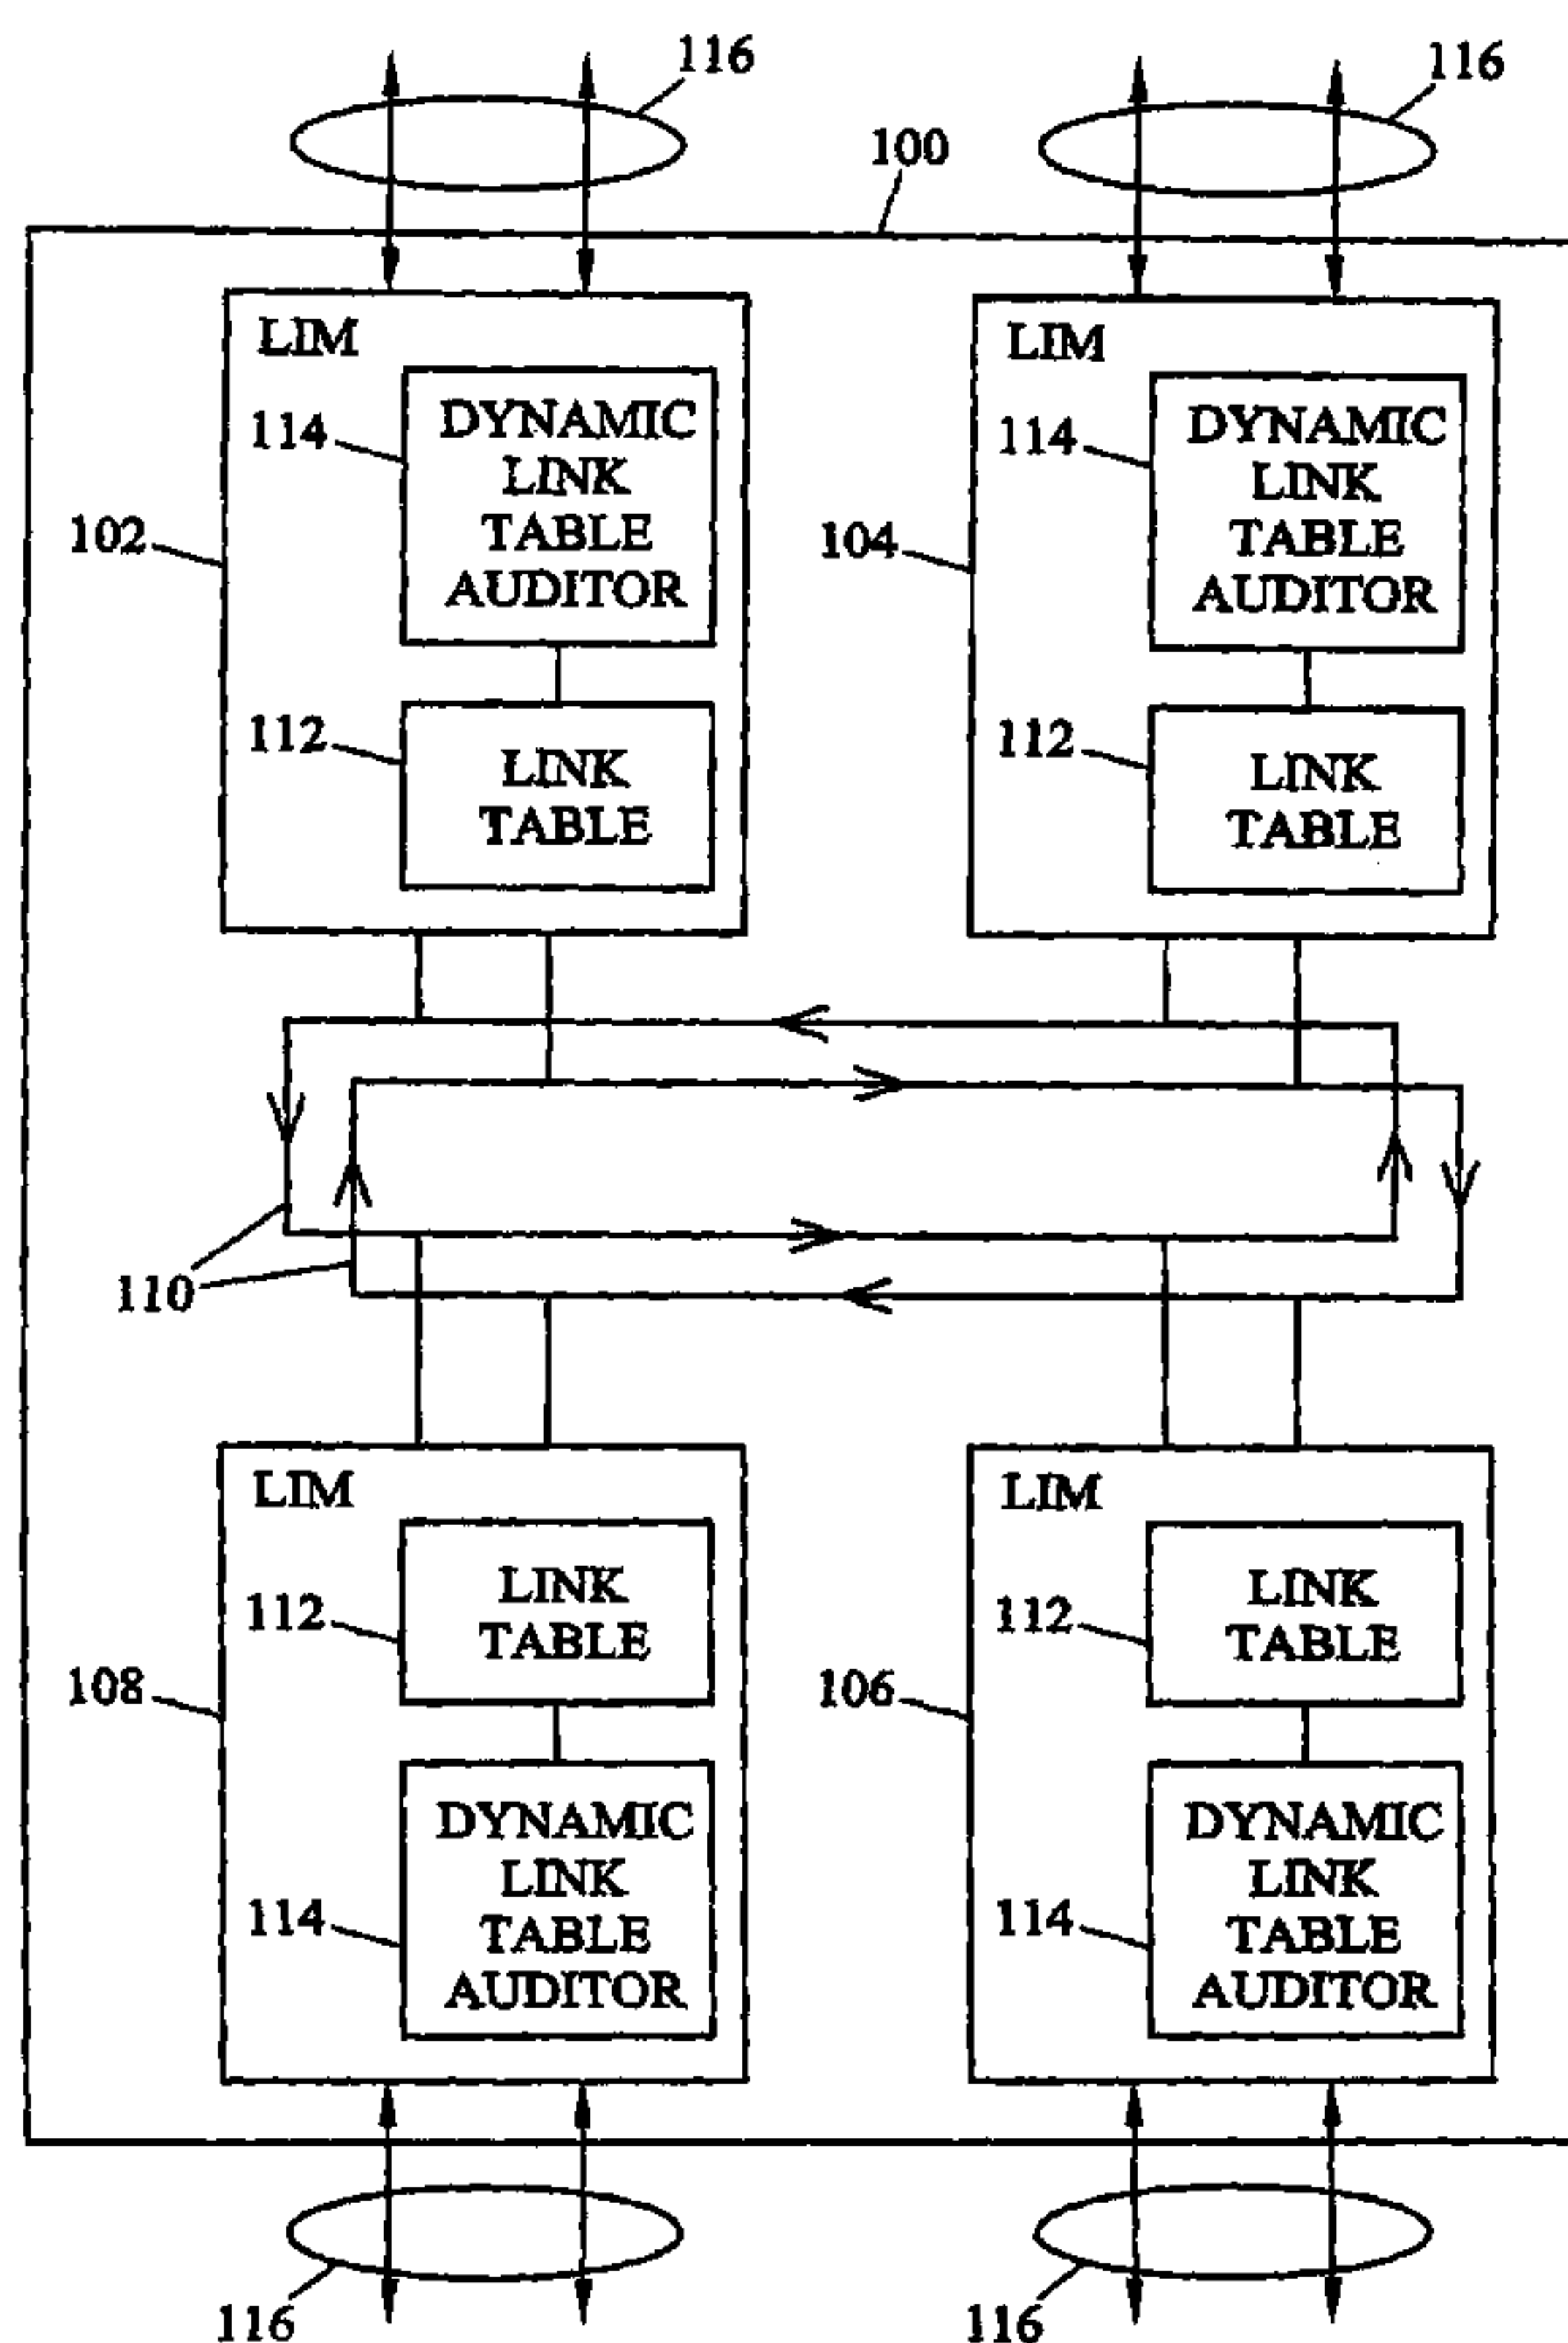 116
116
100
LIM
114
DYNAMIC
LINK
TABLE
AUDITOR
102
112
LINK
TABLE
LIM
114
DYNAMIC
LINK
TABLE
AUDITOR
104
112
LINK
TABLE
110
LIM
112
LINK
TABLE
108
114
DYNAMIC
LINK
TABLE
AUDITOR
LIM
112
LINK
TABLE
106
114
DYNAMIC
LINK
TABLE
AUDITOR
116
116